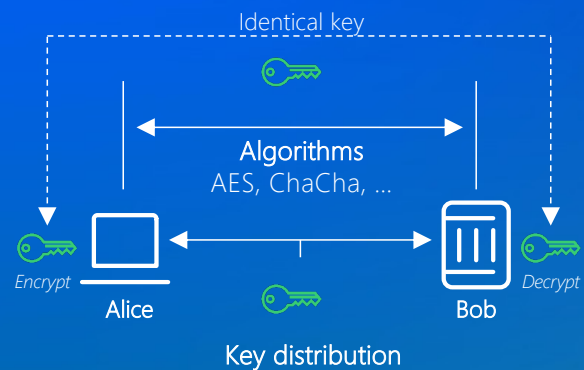 Identical key
Algorithms
AES, ChaCha, ...
Encrypt
Alice
Bob
Decrypt
Key distribution